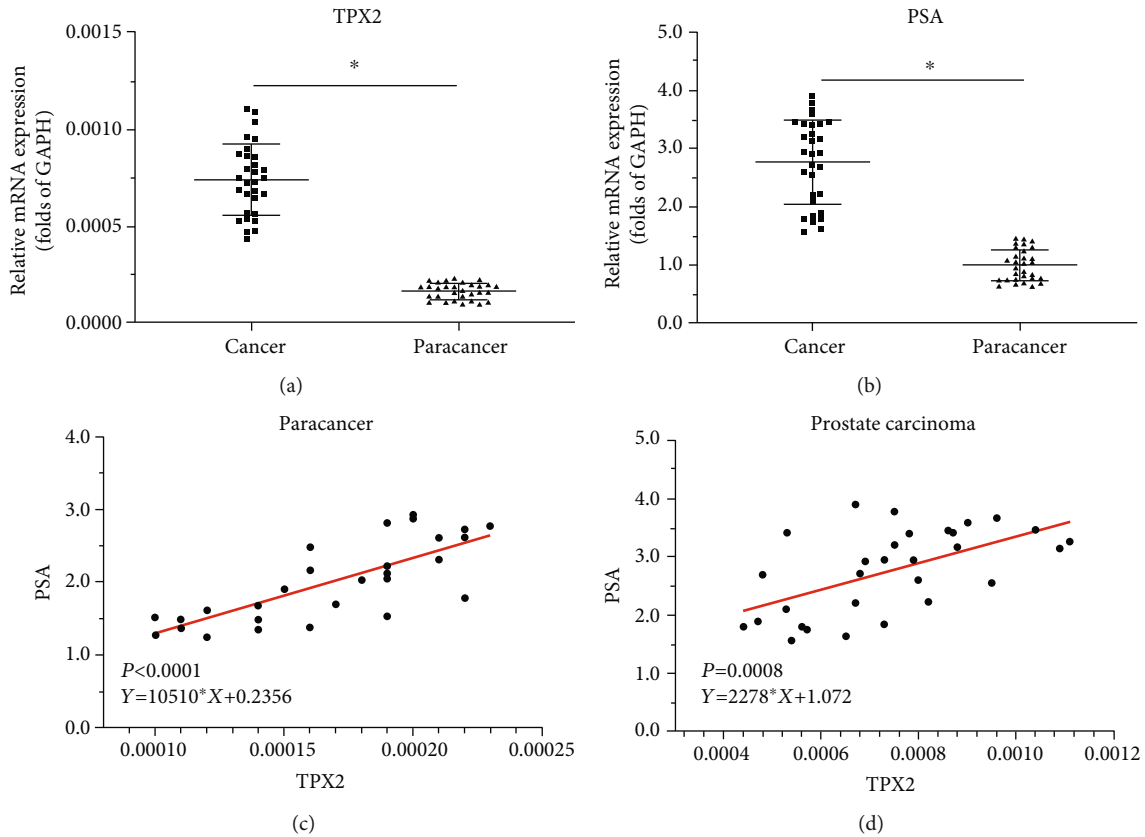 TPX2
Relative mRNA expression
(folds of GAPH)
0.0015
0.0010
0.0005
0.0000
*
Cancer
Paracancer
(a)
PSA
Relative mRNA expression
(folds of GAPH)
5.0
4.0
3.0
2.0
1.0
0.0
*
Cancer
Paracancer
(b)
Paracancer
PSA
4.0
3.0
2.0
1.0
0.0
P<0.0001
Y=10510*X+0.2356
0.00010
0.00015
0.00020
0.00025
TPX2
(c)
Prostate carcinoma
PSA
5.0
4.0
3.0
2.0
1.0
0.0
P=0.0008
Y=2278*X+1.072
0.0004
0.0006
0.0008
0.0010
0.0012
TPX2
(d)